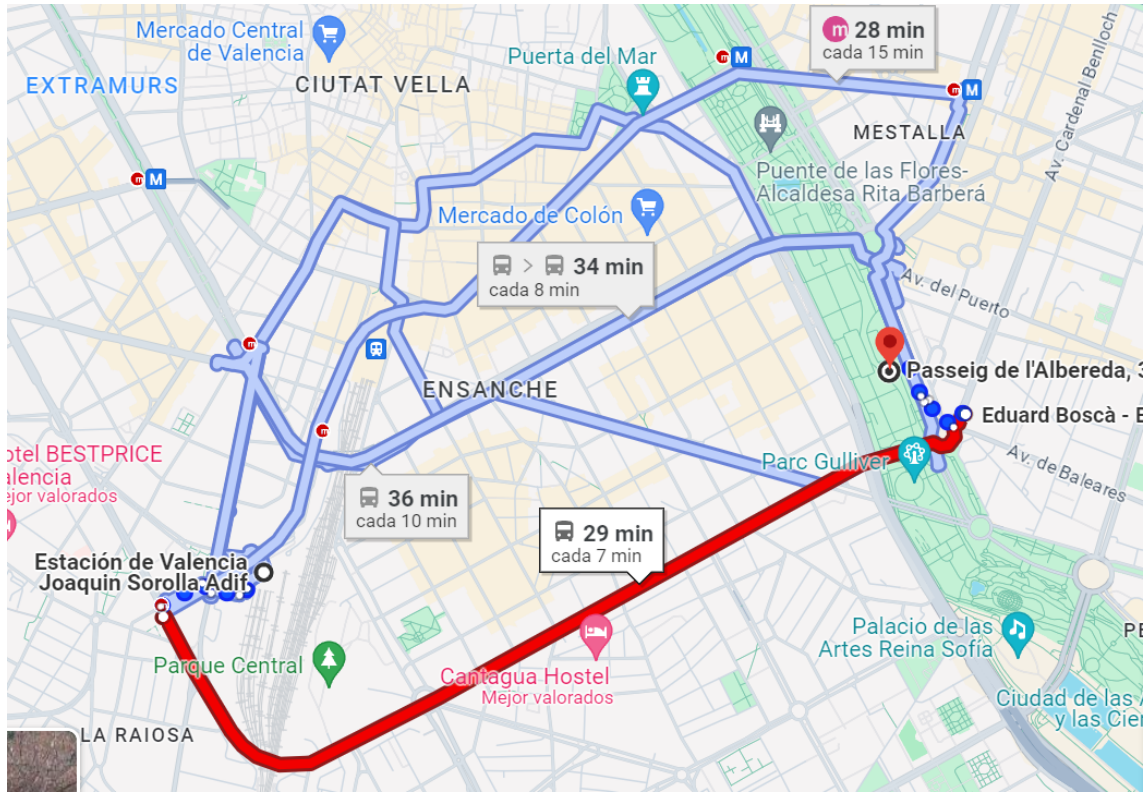 Mercado Central
de Valencia
EXTRAMURS
CIUTAT VELLA
Puerta del Mar
28 min
cada 15 min
MESTALLA
Av. Cardenal Benlloch
Puente de las Flores-
Alcaldesa Rita Barberá
Mercado de Colón
> 34 min
cada 8 min
Av. del Puerto
Passeig de l'Albereda, 3
ENSANCHE
Eduard Boscà - E
otel BESTPRICE
alencia
ejor valorados
Parc Gulliver
Av. de Baleares
36 min
cada 10 min
29 min
cada 7 min
Estación de Valencia
Joaquin Sorolla Adif
Palacio de las
Artes Reina Sofía
PE
Parque Central
Cantagua Hostel
Mejor valorados
Ciudad de las A
y las Cien
LA RAIOSA